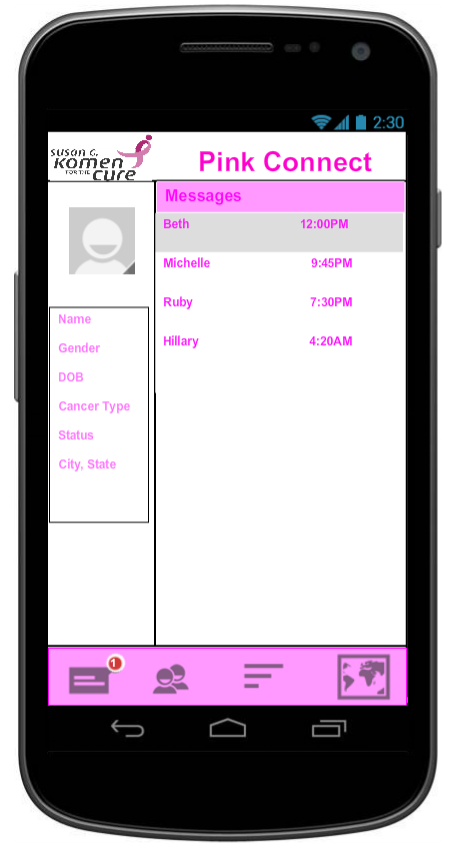 2:30
susan G.
komen
FOR THE cure
Pink Connect
Messages
Beth 12:00PM
Michelle 9:45PM
Ruby 7:30PM
Hillary 4:20AM
Name
Gender
DOB
Cancer Type
Status
City, State
1